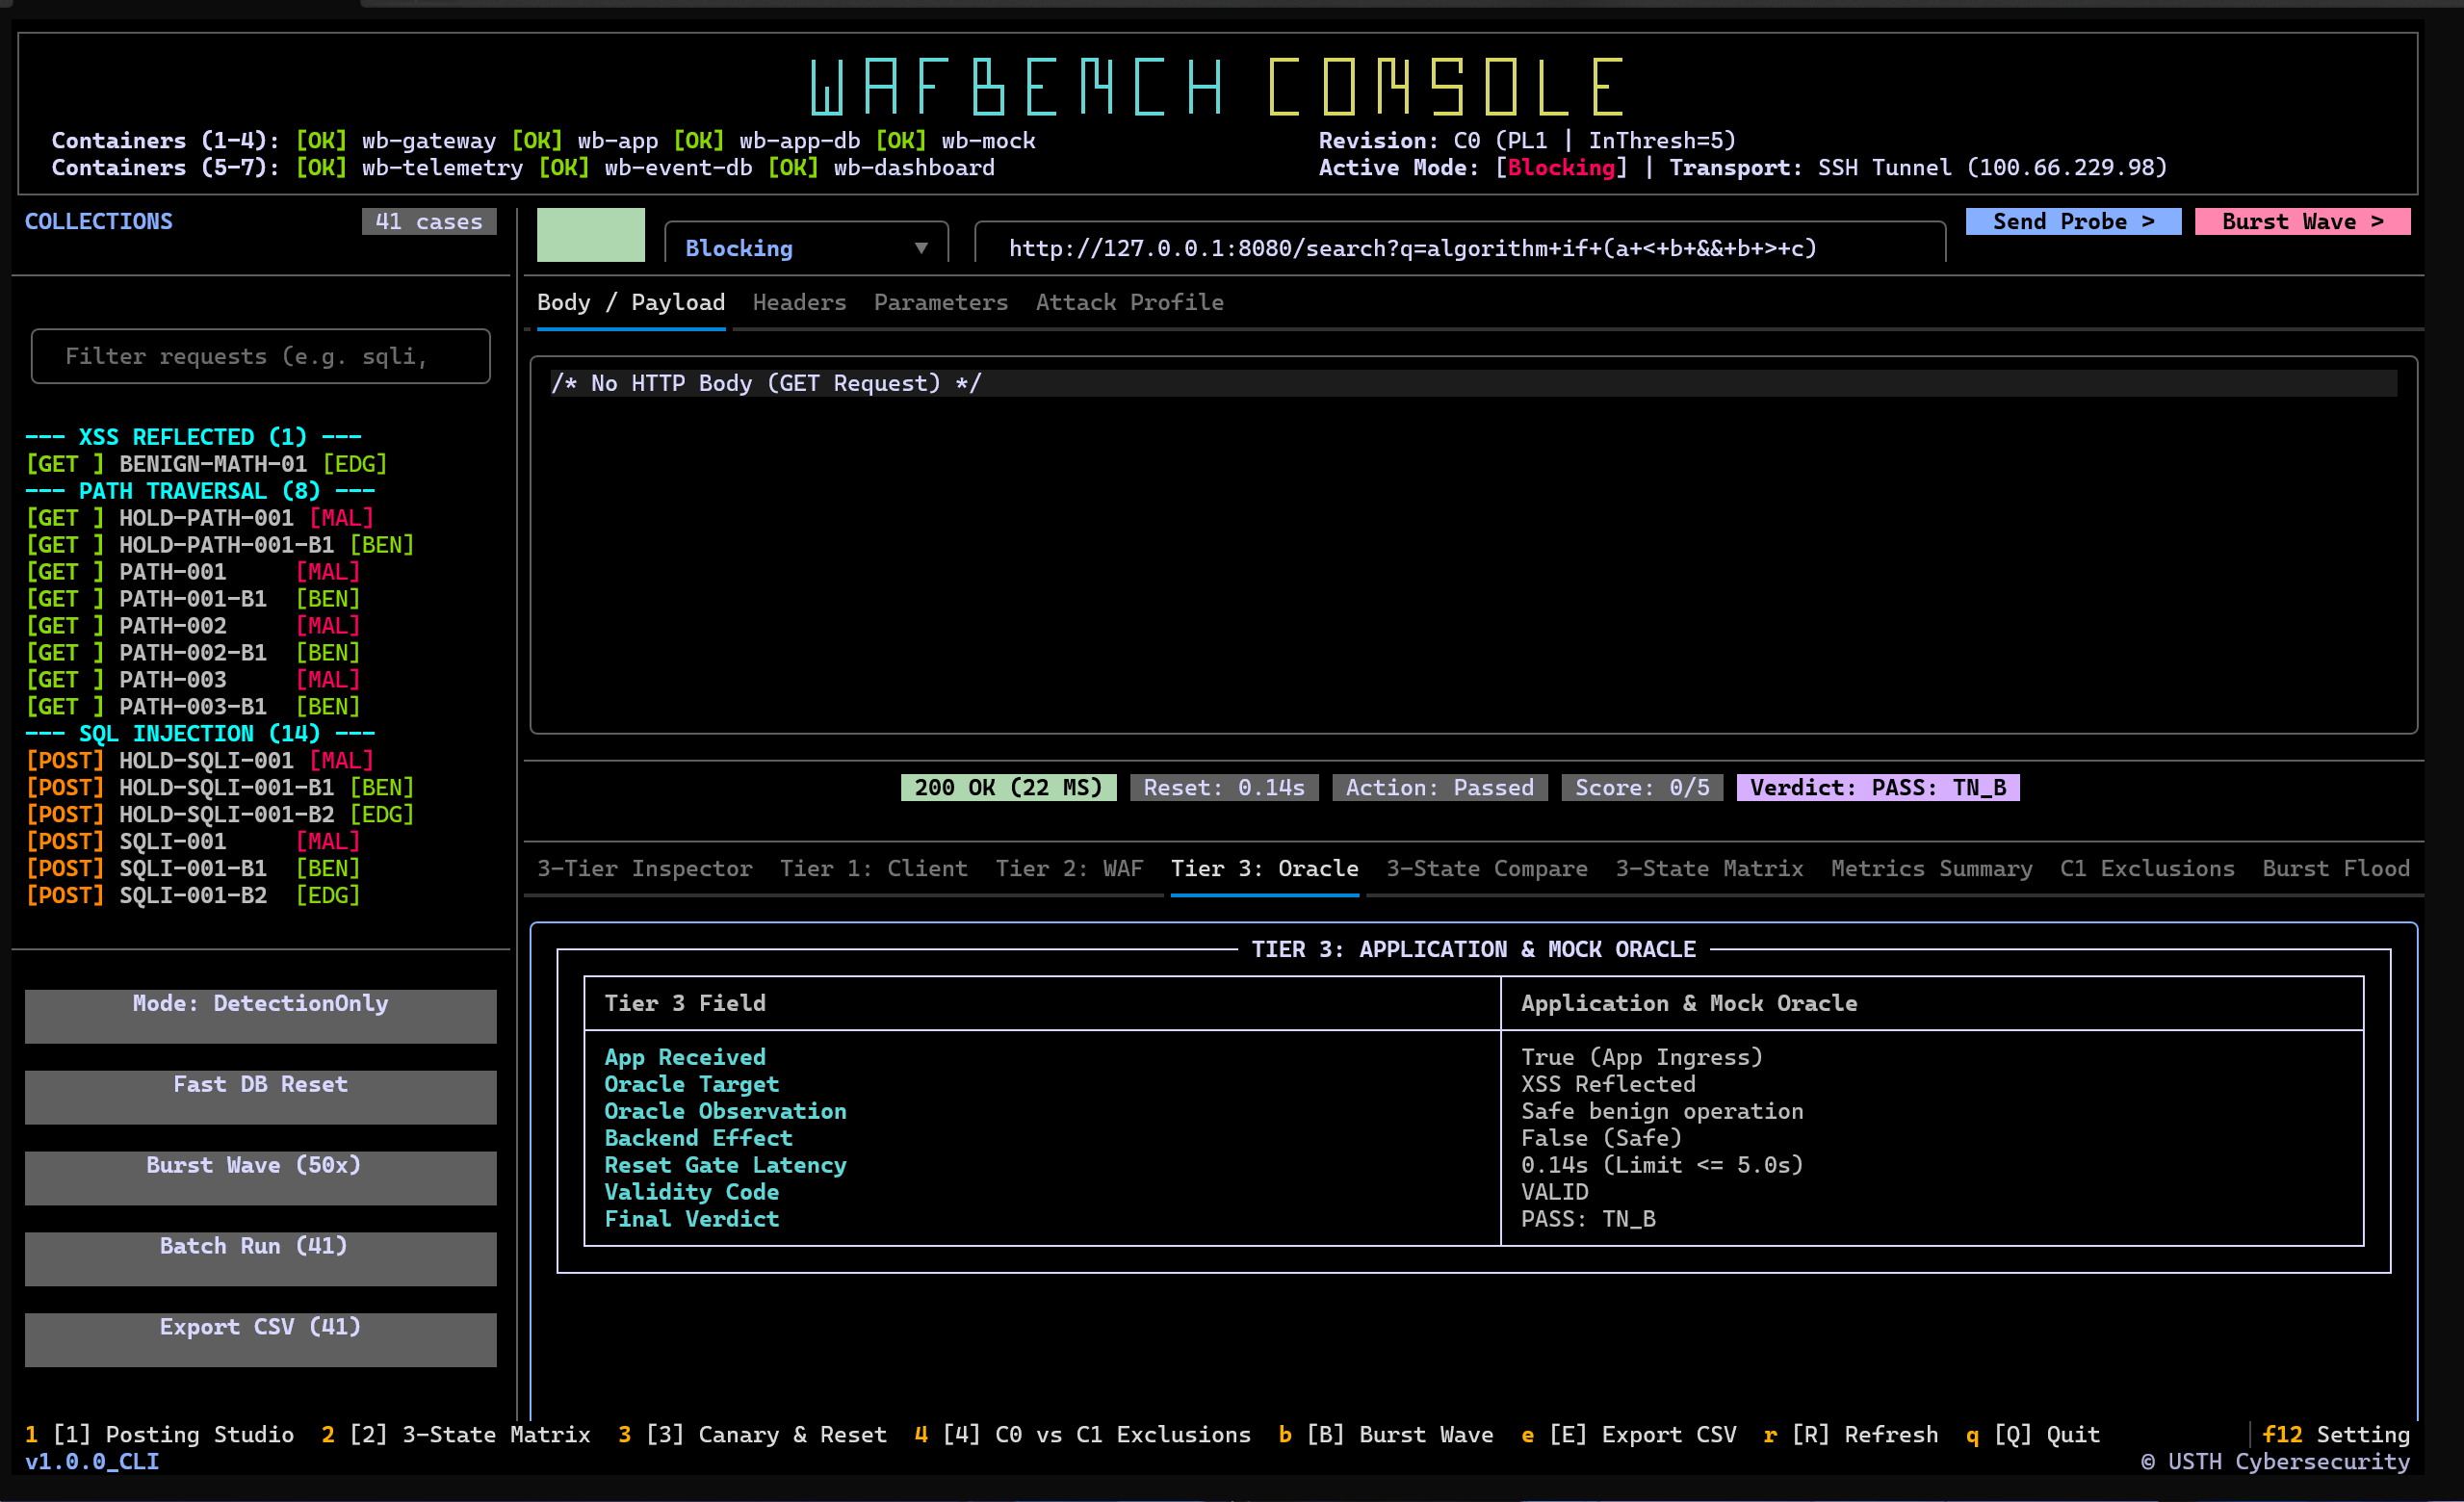 WAFBENCH CONSOLE
Containers (1-4): [OK] wb-gateway [OK] wb-app [OK] wb-app-db [OK] wb-mock
Containers (5-7): [OK] wb-telemetry [OK] wb-event-db [OK] wb-dashboard
Revision: C0 (PL1 | InThresh=5)
Active Mode: [Blocking] | Transport: SSH Tunnel (100.66.229.98)
COLLECTIONS 41 cases
Filter requests (e.g. sqli,
--- XSS REFLECTED (1) ---
[GET ] BENIGN-MATH-01 [EDG]
--- PATH TRAVERSAL (8) ---
[GET ] HOLD-PATH-001 [MAL]
[GET ] HOLD-PATH-001-B1 [BEN]
[GET ] PATH-001 [MAL]
[GET ] PATH-001-B1 [BEN]
[GET ] PATH-002 [MAL]
[GET ] PATH-002-B1 [BEN]
[GET ] PATH-003 [MAL]
[GET ] PATH-003-B1 [BEN]
--- SQL INJECTION (14) ---
[POST] HOLD-SQLI-001 [MAL]
[POST] HOLD-SQLI-001-B1 [BEN]
[POST] HOLD-SQLI-001-B2 [EDG]
[POST] SQLI-001 [MAL]
[POST] SQLI-001-B1 [BEN]
[POST] SQLI-001-B2 [EDG]
Mode: DetectionOnly
Fast DB Reset
Burst Wave (50x)
Batch Run (41)
Export CSV (41)
Blocking ▼ http://127.0.0.1:8080/search?q=algorithm+if+(a+<+b+&&+b+>+c) Send Probe > Burst Wave >
Body / Payload Headers Parameters Attack Profile
/* No HTTP Body (GET Request) */
200 OK (22 MS) Reset: 0.14s Action: Passed Score: 0/5 Verdict: PASS: TN_B
3-Tier Inspector Tier 1: Client Tier 2: WAF Tier 3: Oracle 3-State Compare 3-State Matrix Metrics Summary C1 Exclusions Burst Flood
TIER 3: APPLICATION & MOCK ORACLE
Tier 3 Field Application & Mock Oracle
App Received True (App Ingress)
Oracle Target XSS Reflected
Oracle Observation Safe benign operation
Backend Effect False (Safe)
Reset Gate Latency 0.14s (Limit <= 5.0s)
Validity Code VALID
Final Verdict PASS: TN_B
1 [1] Posting Studio 2 [2] 3-State Matrix 3 [3] Canary & Reset 4 [4] C0 vs C1 Exclusions b [B] Burst Wave e [E] Export CSV r [R] Refresh q [Q] Quit f12 Setting
v1.0.0_CLI © USTH Cybersecurity